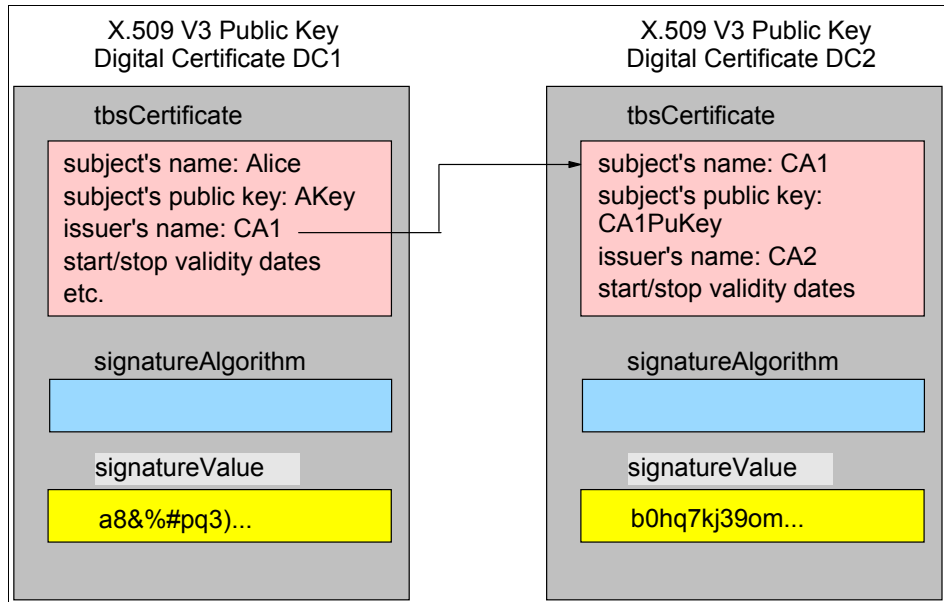 X.509 V3 Public Key
Digital Certificate DC1
tbsCertificate
subject's name: Alice
subject's public key: AKey
issuer's name: CA1
start/stop validity dates
etc.
signatureAlgorithm
signatureValue
a8&%#pq3)...
X.509 V3 Public Key
Digital Certificate DC2
tbsCertificate
subject's name: CA1
subject's public key:
CA1PuKey
issuer's name: CA2
start/stop validity dates
signatureAlgorithm
signatureValue
b0hq7kj39om...